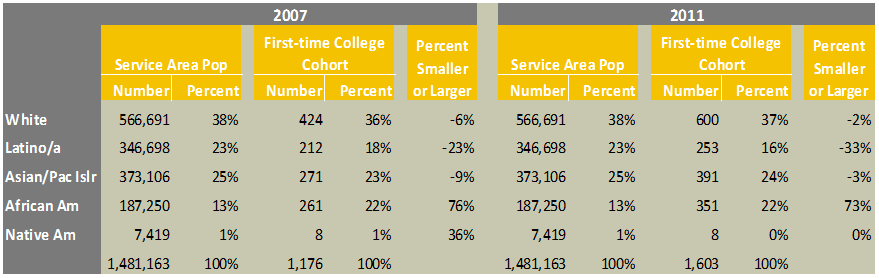 2007 2011
Service Area Pop First-time College Cohort Percent Smaller or Larger Service Area Pop First-time College Cohort Percent Smaller or Larger
Number Percent Number Percent Number Percent Number Percent
White 566,691 38% 424 36% -6% 566,691 38% 600 37% -2%
Latino/a 346,698 23% 212 18% -23% 346,698 23% 253 16% -33%
Asian/Pac Islr 373,106 25% 271 23% -9% 373,106 25% 391 24% -3%
African Am 187,250 13% 261 22% 76% 187,250 13% 351 22% 73%
Native Am 7,419 1% 8 1% 36% 7,419 1% 8 0% 0%
1,481,163 100% 1,176 100% 1,481,163 100% 1,603 100%